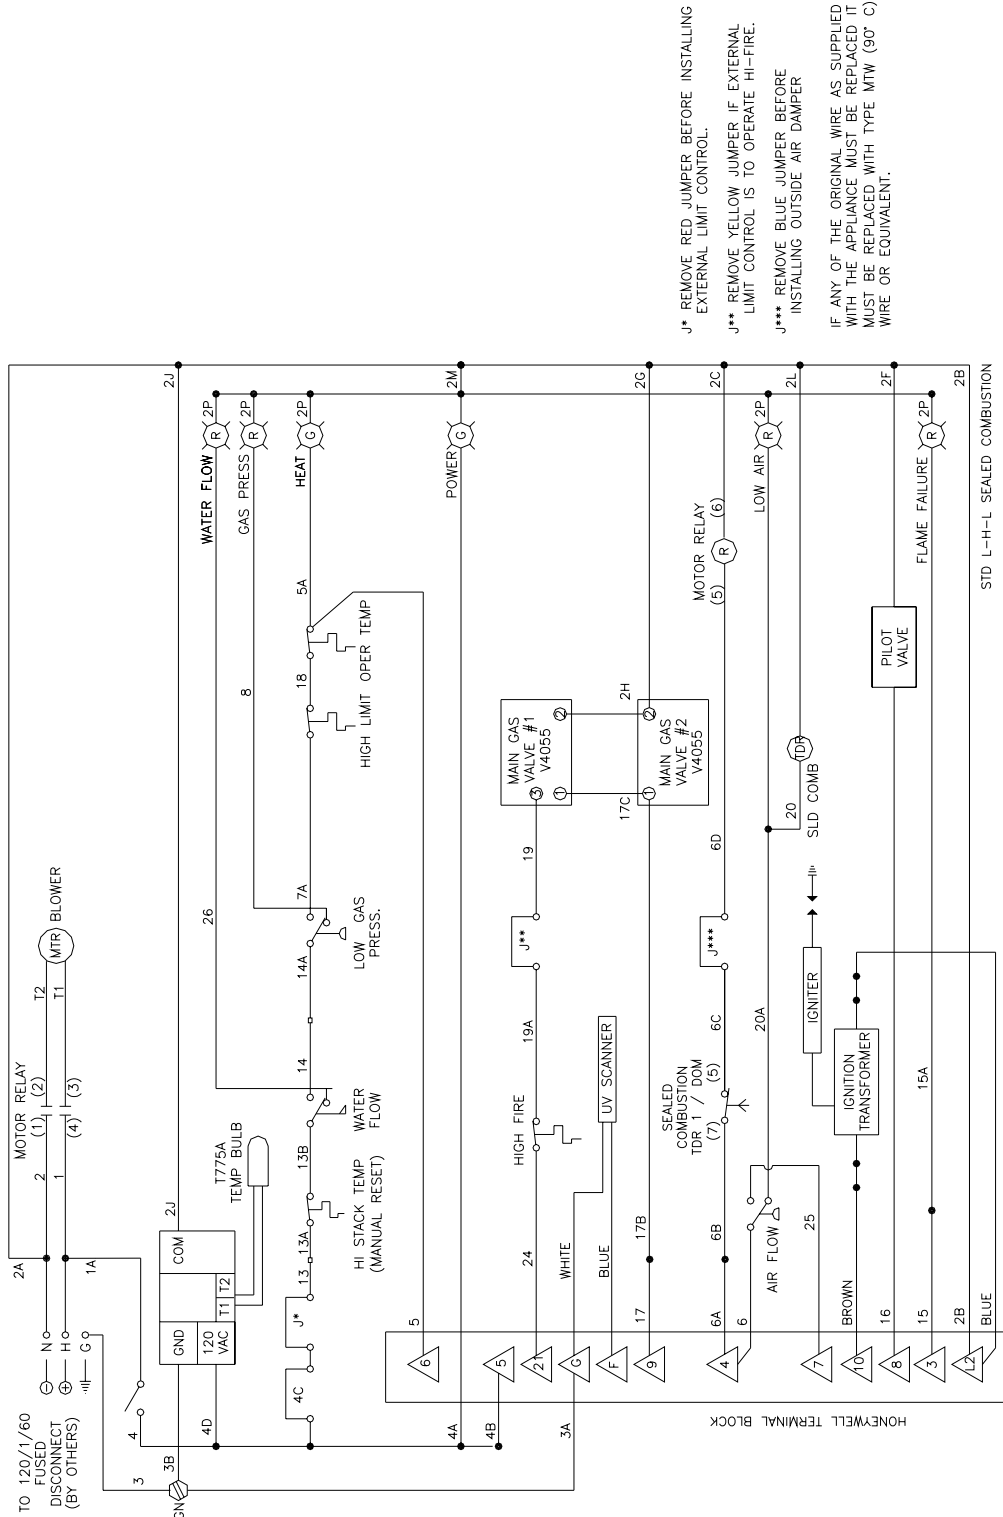 TO 120/1/60
FUSED
DISCONNECT
(BY OTHERS)
N
H
G
2A
1A
2
1
MOTOR RELAY
(1) (2)
(4) (3)
T2
T1
MTR
BLOWER
4
3
3B
GN
4D
GND
120
VAC
COM
T1
T2
2J
2J
T775A
TEMP BULB
4C
J*
13
13A
HI STACK TEMP
(MANUAL RESET)
13B
WATER
FLOW
14
14A
LOW GAS
PRESS.
7A
26
8
HIGH LIMIT
18
OPER TEMP
5A
WATER FLOW
R
2P
GAS PRESS
R
2P
HEAT
G
2P
POWER
G
2M
4A
4B
3A
HONEYWELL TERMINAL BLOCK
6
5
21
G
F
9
4
7
10
8
3
L2
5
24
HIGH FIRE
19A
J**
19
MAIN GAS
VALVE #1
V4055
3
1
2
17C
2H
MAIN GAS
VALVE #2
V4055
1
2
2G
WHITE
BLUE
UV SCANNER
17
17B
6A
6
6B
SEALED
COMBUSTION
TDR 1 / DOM
(7) (5)
6C
J***
6D
MOTOR RELAY
(5) (6)
R
2C
AIR FLOW
20A
LOW AIR
R
2P
20
TDR
SLD COMB
2L
25
BROWN
IGNITION
TRANSFORMER
IGNITER
16
PILOT
VALVE
2F
15
15A
FLAME FAILURE
R
2P
2B
2B
BLUE
STD L-H-L SEALED COMBUSTION
J* REMOVE RED JUMPER BEFORE INSTALLING
EXTERNAL LIMIT CONTROL.
J** REMOVE YELLOW JUMPER IF EXTERNAL
LIMIT CONTROL IS TO OPERATE HI-FIRE.
J*** REMOVE BLUE JUMPER BEFORE
INSTALLING OUTSIDE AIR DAMPER
IF ANY OF THE ORIGINAL WIRE AS SUPPLIED
WITH THE APPLIANCE MUST BE REPLACED IT
MUST BE REPLACED WITH TYPE MTW (90° C)
WIRE OR EQUIVALENT.